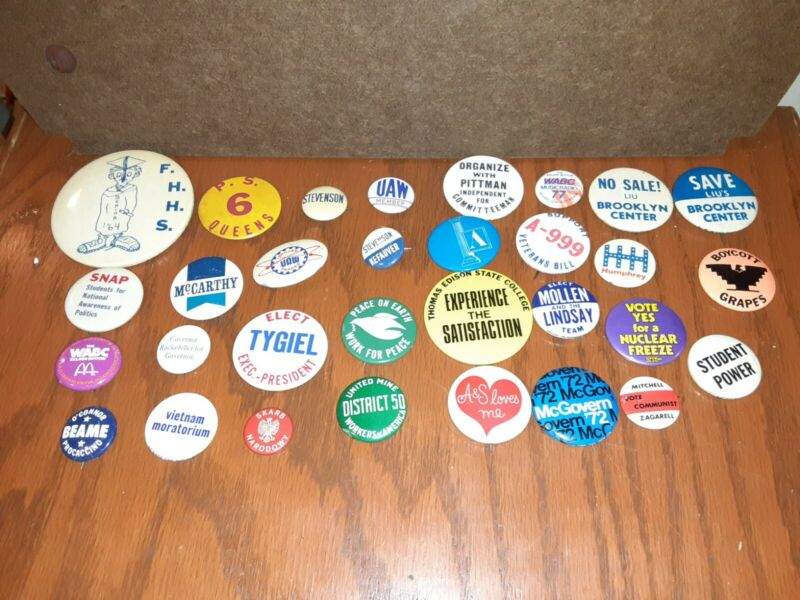 F.H.H.S.
SENIOR
'84
P.S.
6
QUEENS
STEVENSON
UAW
MEMBER
ORGANIZE
WITH
PITTMAN
INDEPENDENT
FOR
COMMITTEEMAN
WABC
MUSICRADIO
77
NO SALE!
LIU
BROOKLYN
CENTER
SAVE
LIU'S
BROOKLYN
CENTER
SNAP
Students for
National
Awareness of
Politics
McCARTHY
UAW
STEVENSON
KEFAUVER
SUPPORT
A-999
VETERANS BILL
HHH
Humphrey
BOYCOTT
GRAPES
WABC
Governor
Rockefeller for
Governor.
ELECT
TYGIEL
EXEC.-PRESIDENT
PEACE ON EARTH
WORK FOR PEACE
THOMAS EDISON STATE COLLEGE
EXPERIENCE
THE
SATISFACTION
ELECT
MOLLEN
AND THE
LINDSAY
TEAM
VOTE
YES
for a
NUCLEAR
FREEZE
STUDENT
POWER
O'CONNOR
BEAME
PROCACCINO
vietnam
moratorium
SKARB
NARODOWY
UNITED MINE
DISTRICT 50
WORKERS of AMERICA
A&S loves
me
McGovern '72
MITCHELL
VOTE
COMMUNIST
ZAGARELL